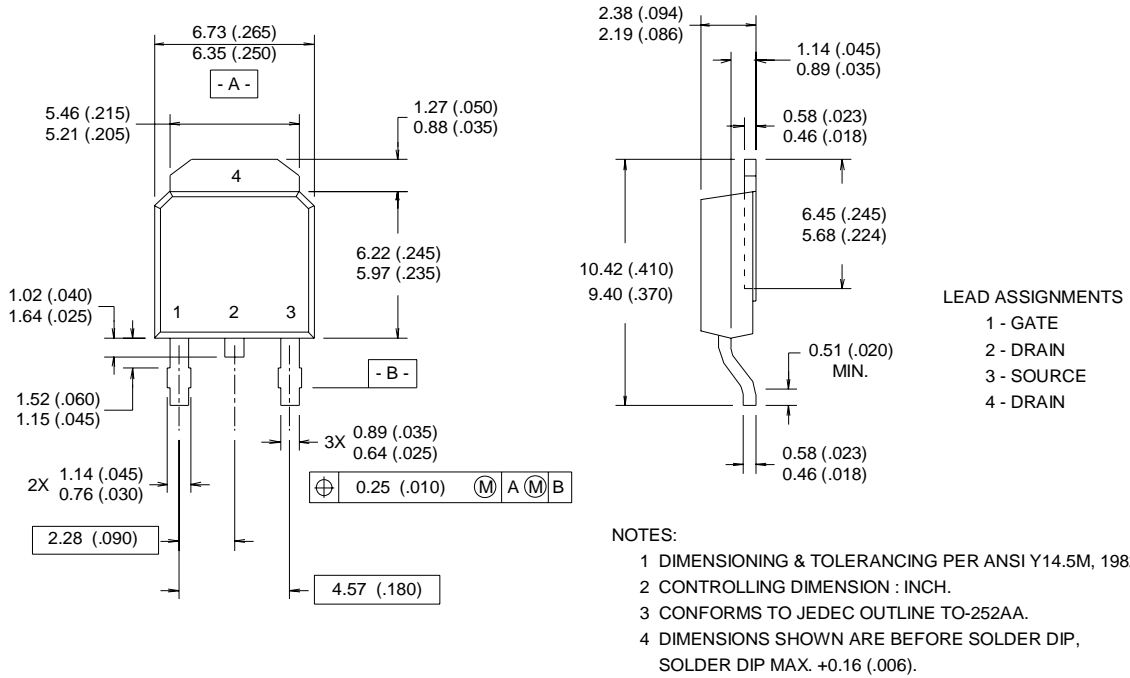 6.73 (.265)
6.35 (.250)
- A -
5.46 (.215)
5.21 (.205)
1.27 (.050)
0.88 (.035)
4
6.22 (.245)
5.97 (.235)
1.02 (.040)
1.64 (.025)
1 2 3
- B -
1.52 (.060)
1.15 (.045)
3X 0.89 (.035)
0.64 (.025)
2X 1.14 (.045)
0.76 (.030)
⌖ 0.25 (.010) Ⓜ A Ⓜ B
2.28 (.090)
4.57 (.180)
2.38 (.094)
2.19 (.086)
1.14 (.045)
0.89 (.035)
0.58 (.023)
0.46 (.018)
6.45 (.245)
5.68 (.224)
10.42 (.410)
9.40 (.370)
0.51 (.020)
MIN.
0.58 (.023)
0.46 (.018)
LEAD ASSIGNMENTS
1 - GATE
2 - DRAIN
3 - SOURCE
4 - DRAIN
NOTES:
1 DIMENSIONING & TOLERANCING PER ANSI Y14.5M, 198
2 CONTROLLING DIMENSION : INCH.
3 CONFORMS TO JEDEC OUTLINE TO-252AA.
4 DIMENSIONS SHOWN ARE BEFORE SOLDER DIP,
SOLDER DIP MAX. +0.16 (.006).